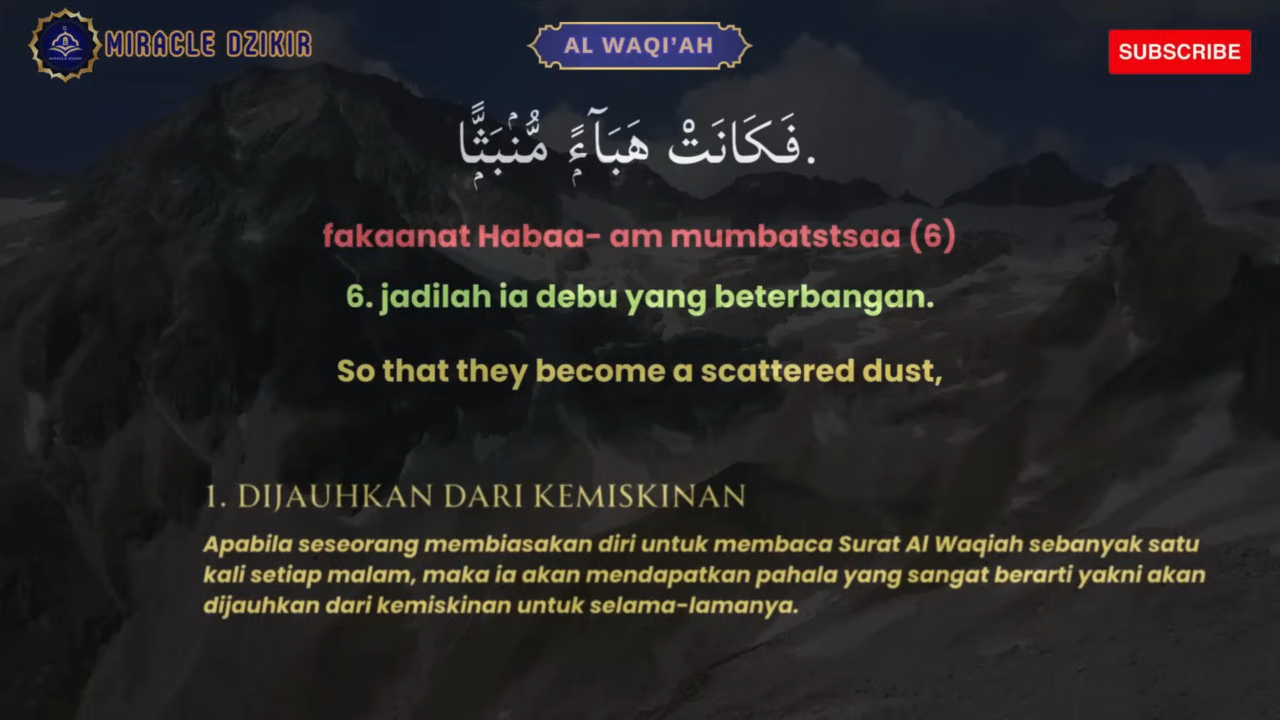 MIRACLE DZIKIR
AL WAQI'AH
SUBSCRIBE
فَكَانَتْ هَبَآءًۭ مُّنۢبَثًّۭا.
fakaanat Habaa- am mumbatstsaa (6)
6. jadilah ia debu yang beterbangan.
So that they become a scattered dust,
1. DIJAUHKAN DARI KEMISKINAN
Apabila seseorang membiasakan diri untuk membaca Surat Al Waqiah sebanyak satu
kali setiap malam, maka ia akan mendapatkan pahala yang sangat berarti yakni akan
dijauhkan dari kemiskinan untuk selama-lamanya.